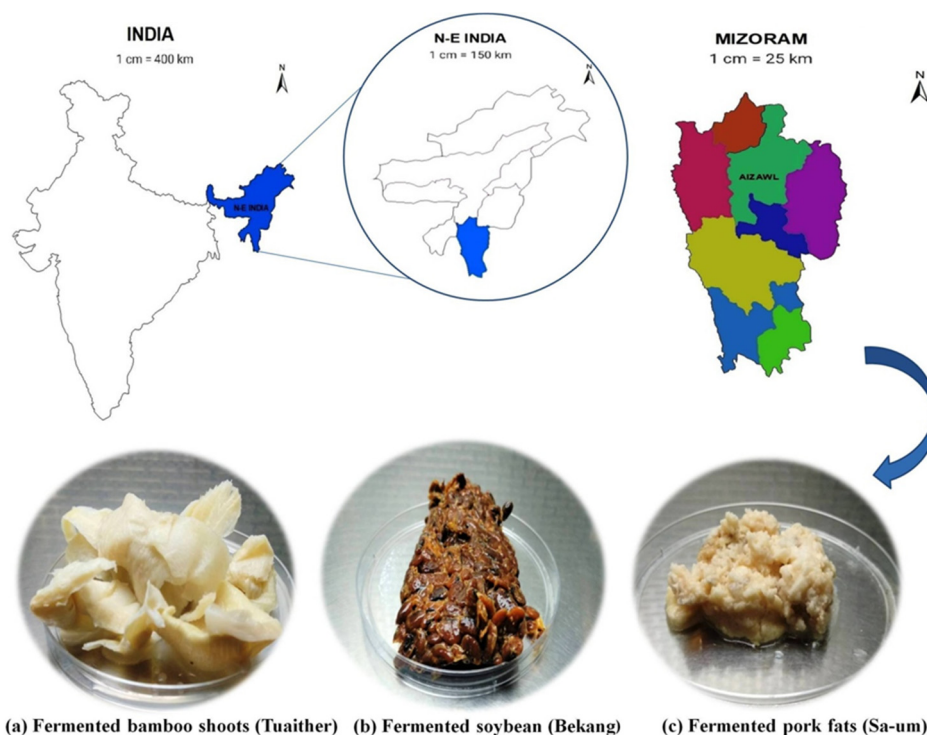 INDIA
1 cm = 400 km
N
N-E INDIA
N-E INDIA
1 cm = 150 km
N
MIZORAM
1 cm = 25 km
N
AIZAWL
(a) Fermented bamboo shoots (Tuaither)
(b) Fermented soybean (Bekang)
(c) Fermented pork fats (Sa-um)